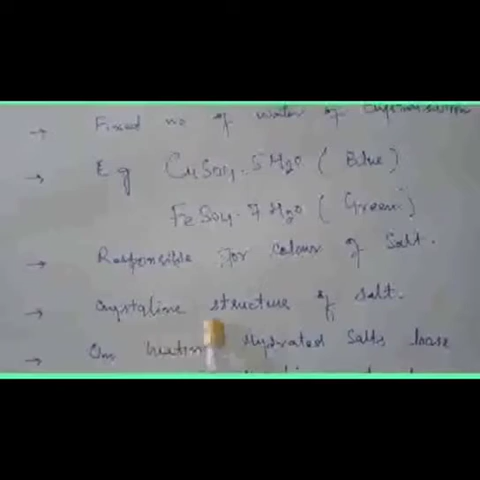 → Fixed no of water of
→ Eg CuSO4.5H2O (Blue)
FeSO4.7H2O (Green)
→ Responsible for colour of Salt.
→ Crystaline structure of salt.
→ On heating Hydrated Salts loose